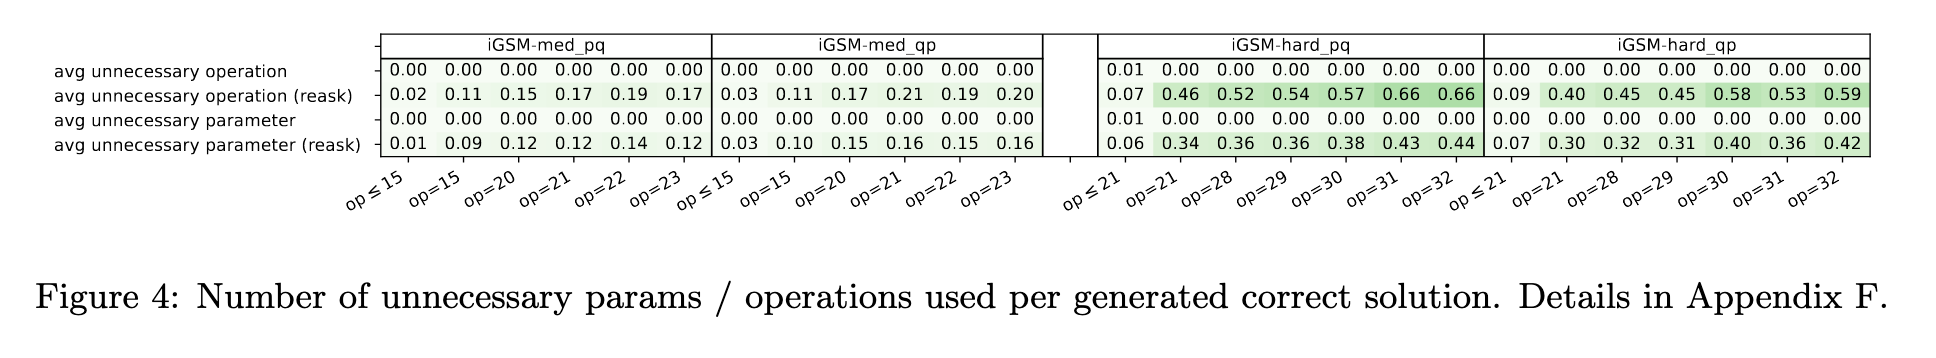 iGSM-med_pq iGSM-med_qp iGSM-hard_pq iGSM-hard_qp
avg unnecessary operation 0.00 0.00 0.00 0.00 0.00 0.00 0.00 0.00 0.00 0.00 0.00 0.00 0.01 0.00 0.00 0.00 0.00 0.00 0.00 0.00 0.00 0.00 0.00 0.00 0.00 0.00
avg unnecessary operation (reask) 0.02 0.11 0.15 0.17 0.19 0.17 0.03 0.11 0.17 0.21 0.19 0.20 0.07 0.46 0.52 0.54 0.57 0.66 0.66 0.09 0.40 0.45 0.45 0.58 0.53 0.59
avg unnecessary parameter 0.00 0.00 0.00 0.00 0.00 0.00 0.00 0.00 0.00 0.00 0.00 0.00 0.01 0.00 0.00 0.00 0.00 0.00 0.00 0.00 0.00 0.00 0.00 0.00 0.00 0.00
avg unnecessary parameter (reask) 0.01 0.09 0.12 0.12 0.14 0.12 0.03 0.10 0.15 0.16 0.15 0.16 0.06 0.34 0.36 0.36 0.38 0.43 0.44 0.07 0.30 0.32 0.31 0.40 0.36 0.42
op ≤ 15 op=15 op=20 op=21 op=22 op=23 op ≤ 15 op=15 op=20 op=21 op=22 op=23 op ≤ 21 op=21 op=28 op=29 op=30 op=31 op=32 op ≤ 21 op=21 op=28 op=29 op=30 op=31 op=32
Figure 4: Number of unnecessary params / operations used per generated correct solution. Details in Appendix F.